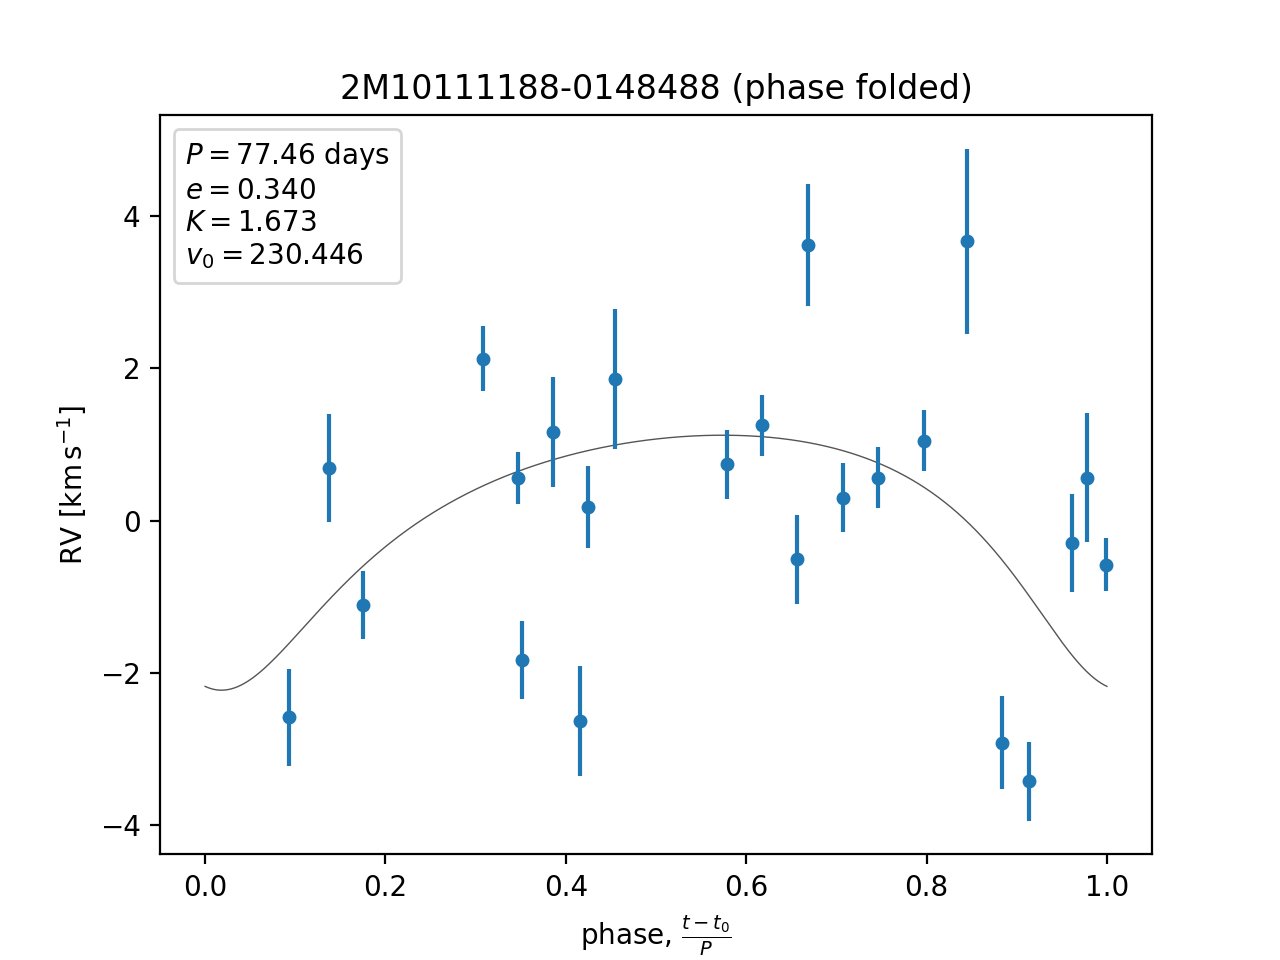 2M10111188-0148488 (phase folded)
P = 77.46 days
e = 0.340
K = 1.673
v₀ = 230.446
4
2
0
−2
−4
RV [km s⁻¹]
0.0 0.2 0.4 0.6 0.8 1.0
phase, (t − t₀)/P